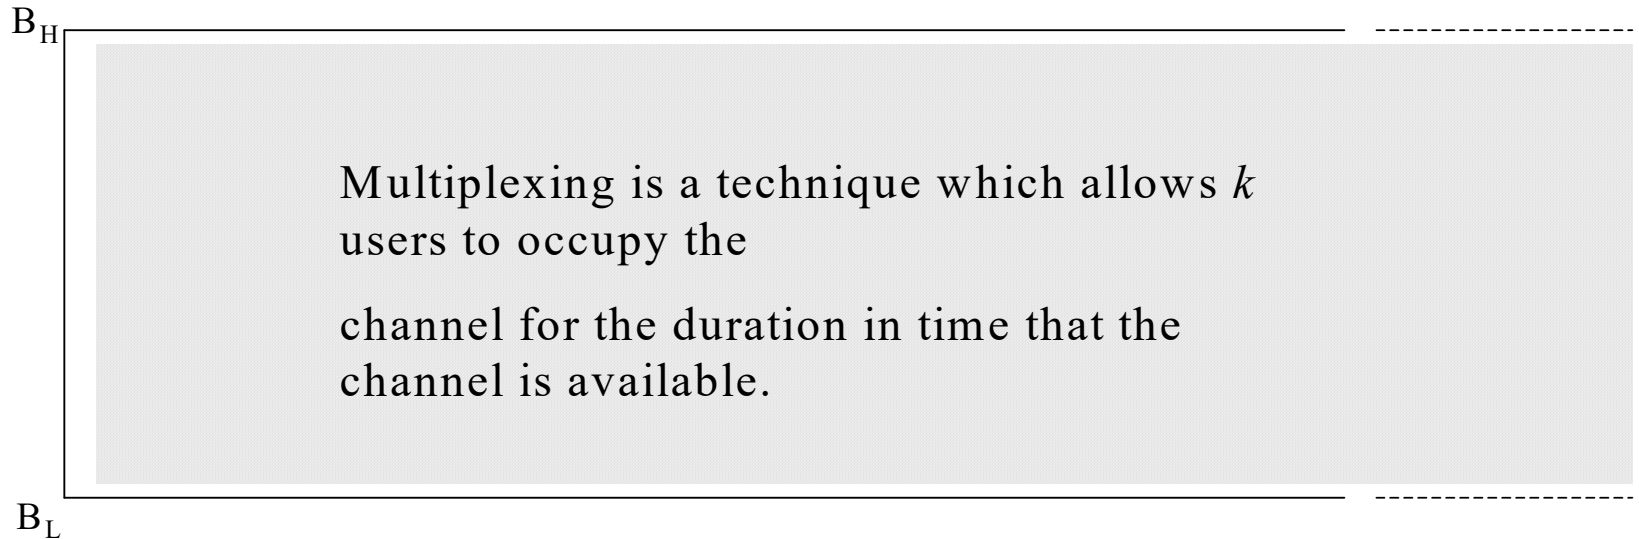 B_H
Multiplexing is a technique which allows k
users to occupy the
channel for the duration in time that the
channel is available.
B_L